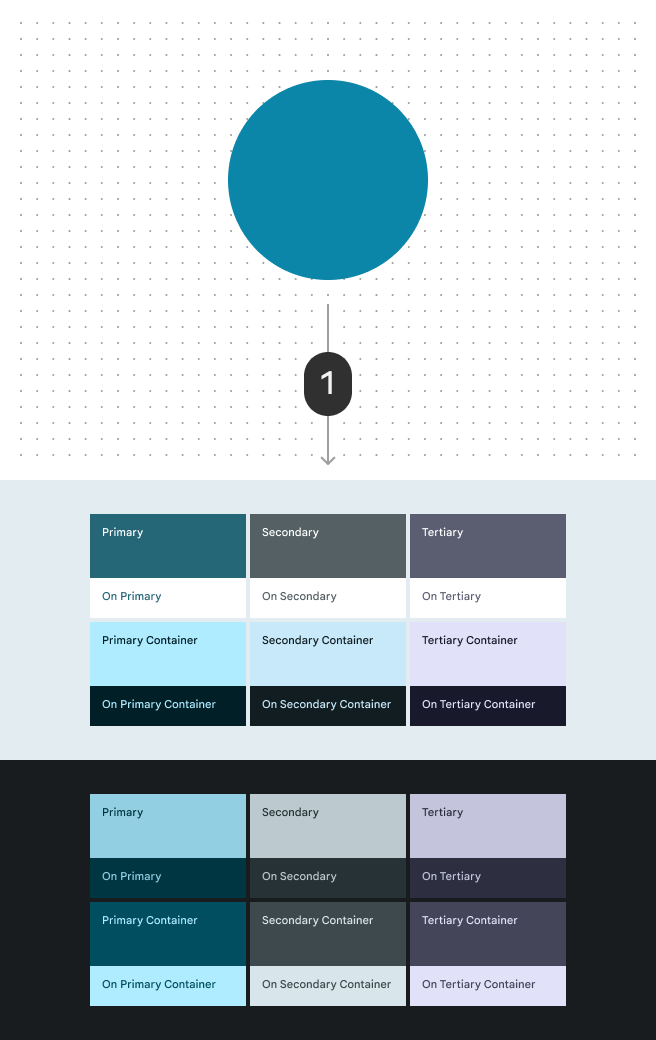 1
Primary
Secondary
Tertiary
On Primary
On Secondary
On Tertiary
Primary Container
Secondary Container
Tertiary Container
On Primary Container
On Secondary Container
On Tertiary Container
Primary
Secondary
Tertiary
On Primary
On Secondary
On Tertiary
Primary Container
Secondary Container
Tertiary Container
On Primary Container
On Secondary Container
On Tertiary Container